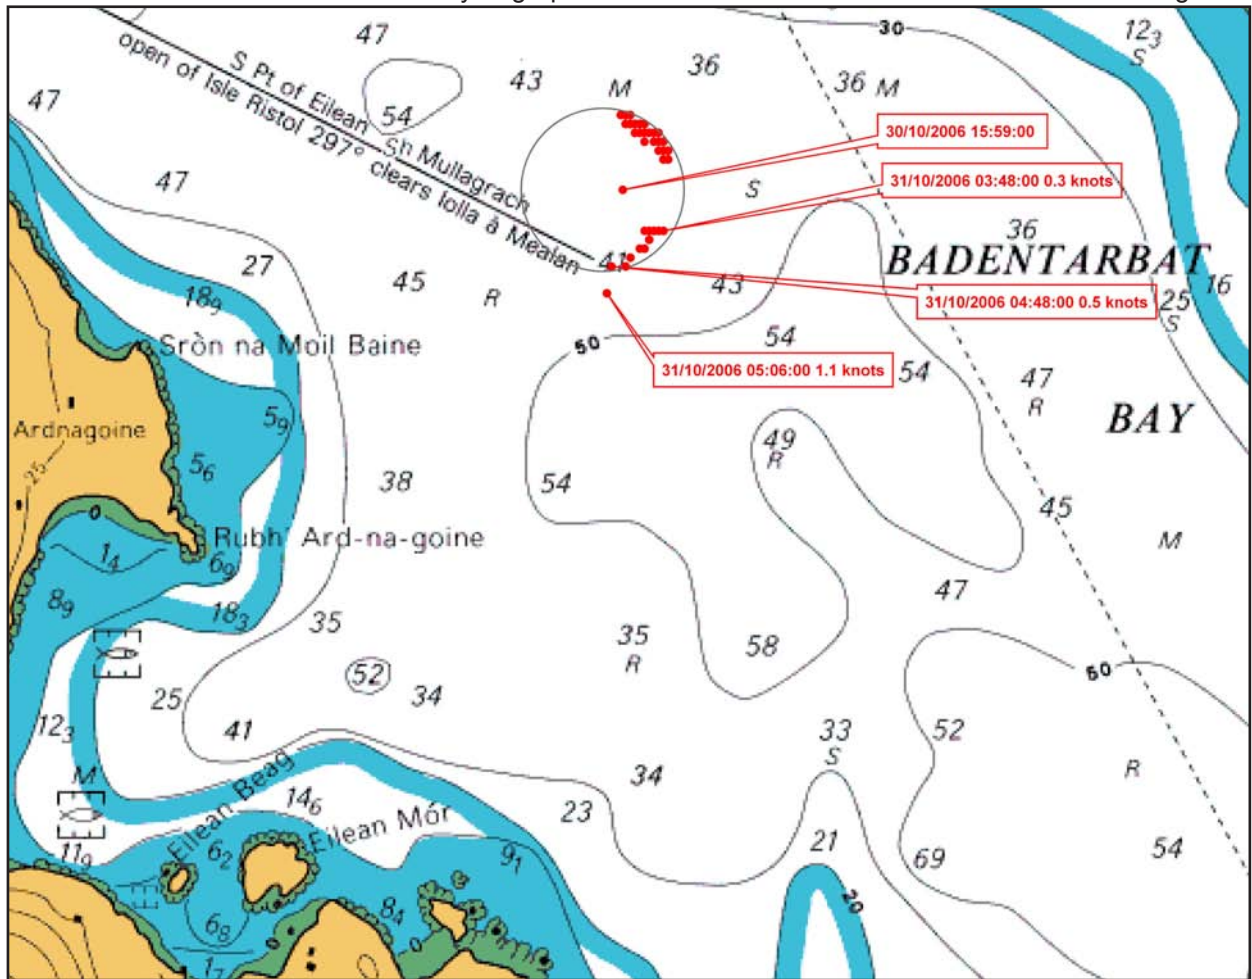 47
30
12₃
S
S Pt of Eilean
open of Isle Ristol 297° clears Iolla à Mealan
Sh Mullagrach
43
M
36
36
M
47
54
30/10/2006 15:59:00
47
S
31/10/2006 03:48:00 0.3 knots
36
BADENTARBAT
41
27
45
R
43
31/10/2006 04:48:00 0.5 knots
25
S
16
18₉
Sròn na Moil Baine
50
54
31/10/2006 05:06:00 1.1 knots
54
47
R
BAY
Ardnagoine
5₉
49
R
25
5₆
38
54
45
Rubh' Ard-na-goine
M
1₄
6₉
8₉
18₃
35
35
R
58
47
50
52
25
34
12₃
41
33
S
52
M
34
R
Eilean Beag
14₆
Eilean Mór
23
21
69
54
11₉
6₂
9₁
20
8₄
6₈
1₇